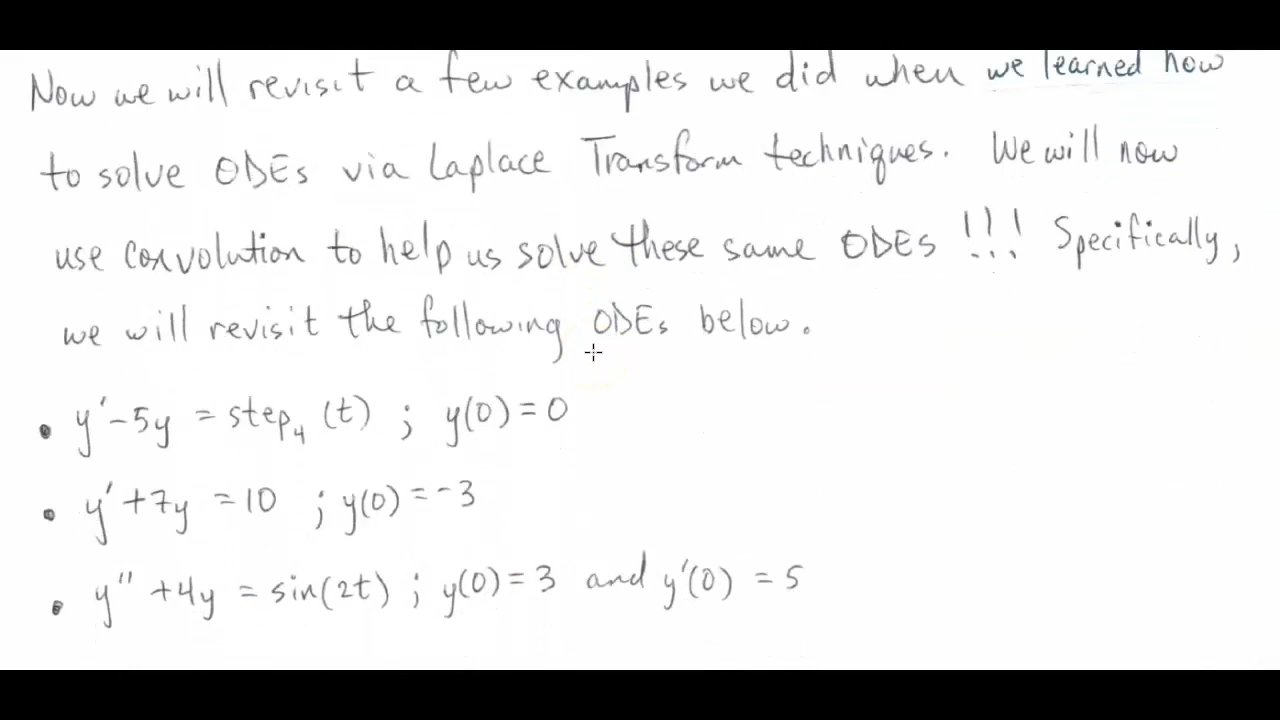 Now we will revisit a few examples we did when we learned how
to solve ODEs via Laplace Transform techniques. We will now
use convolution to help us solve these same ODEs !!! Specifically,
we will revisit the following ODEs below.
• y' - 5y = step₄ (t) ; y(0) = 0
• y' + 7y = 10 ; y(0) = -3
• y'' + 4y = sin(2t) ; y(0) = 3 and y'(0) = 5